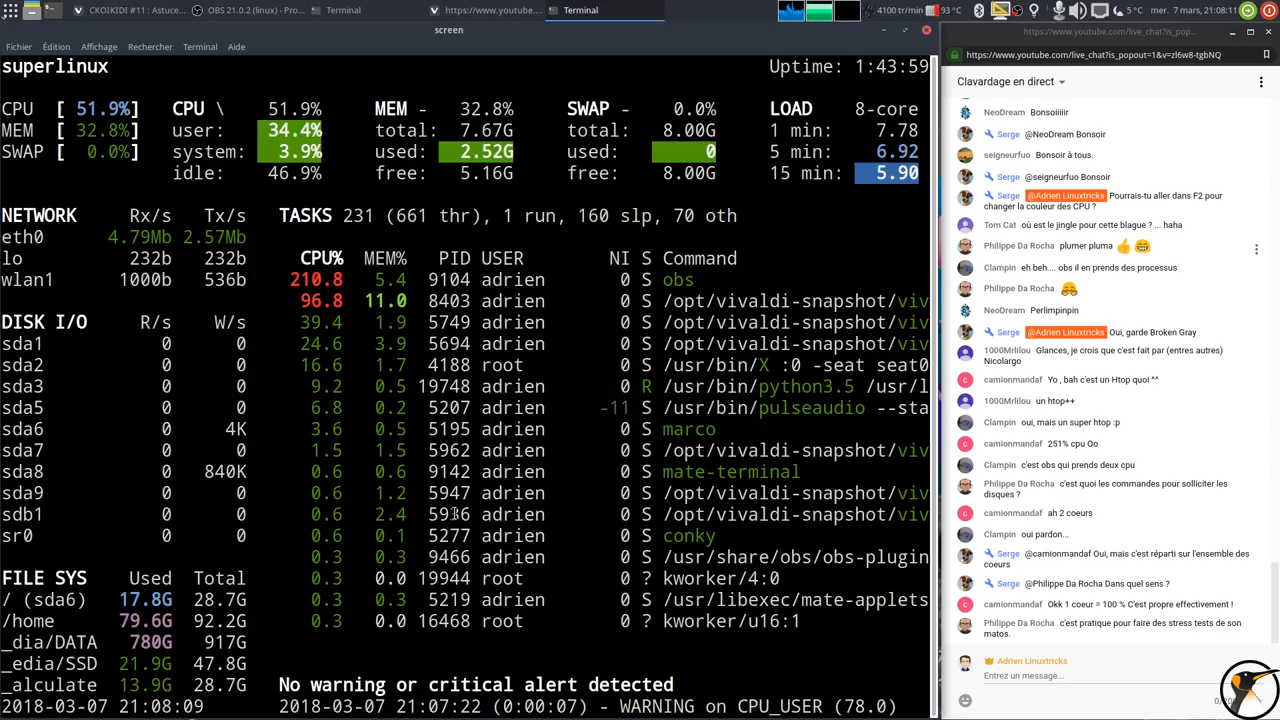 CKOIKIDI #11 : Astuce...
OBS 21.0.2 (linux) - Pro...
Terminal
https://www.youtube....
Terminal
4100 tr/min
93 °C
5 °C
mer. 7 mars, 21:08:11
screen
Fichier Édition Affichage Rechercher Terminal Aide
superlinux Uptime: 1:43:59
CPU [ 51.9%] CPU \ 51.9% MEM - 32.8% SWAP - 0.0% LOAD 8-core
MEM [ 32.8%] user: 34.4% total: 7.67G total: 8.00G 1 min: 7.78
SWAP [ 0.0%] system: 3.9% used: 2.52G used: 0 5 min: 6.92
idle: 46.9% free: 5.16G free: 8.00G 15 min: 5.90
NETWORK Rx/s Tx/s TASKS 231 (831 thr), 1 run, 160 slp, 70 oth
eth0 4.79Mb 2.57Mb
lo 232b 232b CPU% MEM% PID USER NI S Command
wlan1 1000b 536b 210.8 5.4 9104 adrien 0 S obs
96.8 11.0 8403 adrien 0 S /opt/vivaldi-snapshot/viv
DISK I/O R/s W/s 39.4 1.9 5749 adrien 0 S /opt/vivaldi-snapshot/viv
sda1 0 0 24.6 3.8 5694 adrien 0 S /opt/vivaldi-snapshot/viv
sda2 0 0 16.6 1.7 4180 root 0 S /usr/bin/X :0 -seat seat0
sda3 0 0 9.2 0.5 19748 adrien 0 R /usr/bin/python3.5 /usr/l
sda5 0 0 6.8 0.2 5207 adrien -11 S /usr/bin/pulseaudio --sta
sda6 0 4K 3.6 0.5 5195 adrien 0 S marco
sda7 0 0 1.5 1.5 5962 adrien 0 S /opt/vivaldi-snapshot/viv
sda8 0 840K 0.6 0.6 9142 adrien 0 S mate-terminal
sda9 0 0 0.6 1.2 5947 adrien 0 S /opt/vivaldi-snapshot/viv
sdb1 0 0 0.6 2.4 adrien 0 S /opt/vivaldi-snapshot/viv
sr0 0 0 0.6 0.1 5277 adrien 0 S conky
0.3 0.3 9466 adrien 0 S /usr/share/obs/obs-plugin
FILE SYS Used Total 0.3 0.0 19944 root 0 ? kworker/4:0
/ (sda6) 17.8G 28.7G 0.3 0.3 5213 adrien 0 S /usr/libexec/mate-applets
/home 79.6G 92.2G 0.3 0.0 16468 root 0 ? kworker/u16:1
_dia/DATA 780G 917G
_edia/SSD 21.9G 47.8G
_alculate 13.9G 28.7G No warning or critical alert detected
2018-03-07 21:08:09 2018-03-07 21:07:22 (0:00:07) - WARNING on CPU_USER (78.0)
https://www.youtube.com/live_chat?is_pop...
https://www.youtube.com/live_chat?is_popout=1&v=zl6w8-tgbNQ
Clavardage en direct
NeoDream Bonsoiiiiir
Serge @NeoDream Bonsoir
seigneurfuo Bonsoir à tous.
Serge @seigneurfuo Bonsoir
Serge @Adrien Linuxtricks Pourrais-tu aller dans F2 pour
changer la couleur des CPU ?
Tom Cat où est le jingle pour cette blague ? ... haha
Philippe Da Rocha plumer pluma
Clampin eh beh.... obs il en prends des processus
Philippe Da Rocha
NeoDream Perlimpinpin
Serge @Adrien Linuxtricks Oui, garde Broken Gray
1000Mrlilou Glances, je crois que c'est fait par (entres autres)
Nicolargo
camionmandaf Yo , bah c'est un Htop quoi ^^
1000Mrlilou un htop++
Clampin oui, mais un super htop :p
camionmandaf 251% cpu Oo
Clampin c'est obs qui prends deux cpu
Philippe Da Rocha c'est quoi les commandes pour solliciter les
disques ?
camionmandaf ah 2 coeurs
Clampin oui pardon...
Serge @camionmandaf Oui, mais c'est réparti sur l'ensemble des
coeurs
Serge @Philippe Da Rocha Dans quel sens ?
camionmandaf Okk 1 coeur = 100 % C'est propre effectivement !
Philippe Da Rocha c'est pratique pour faire des stress tests de son
matos.
Adrien Linuxtricks
Entrez un message...